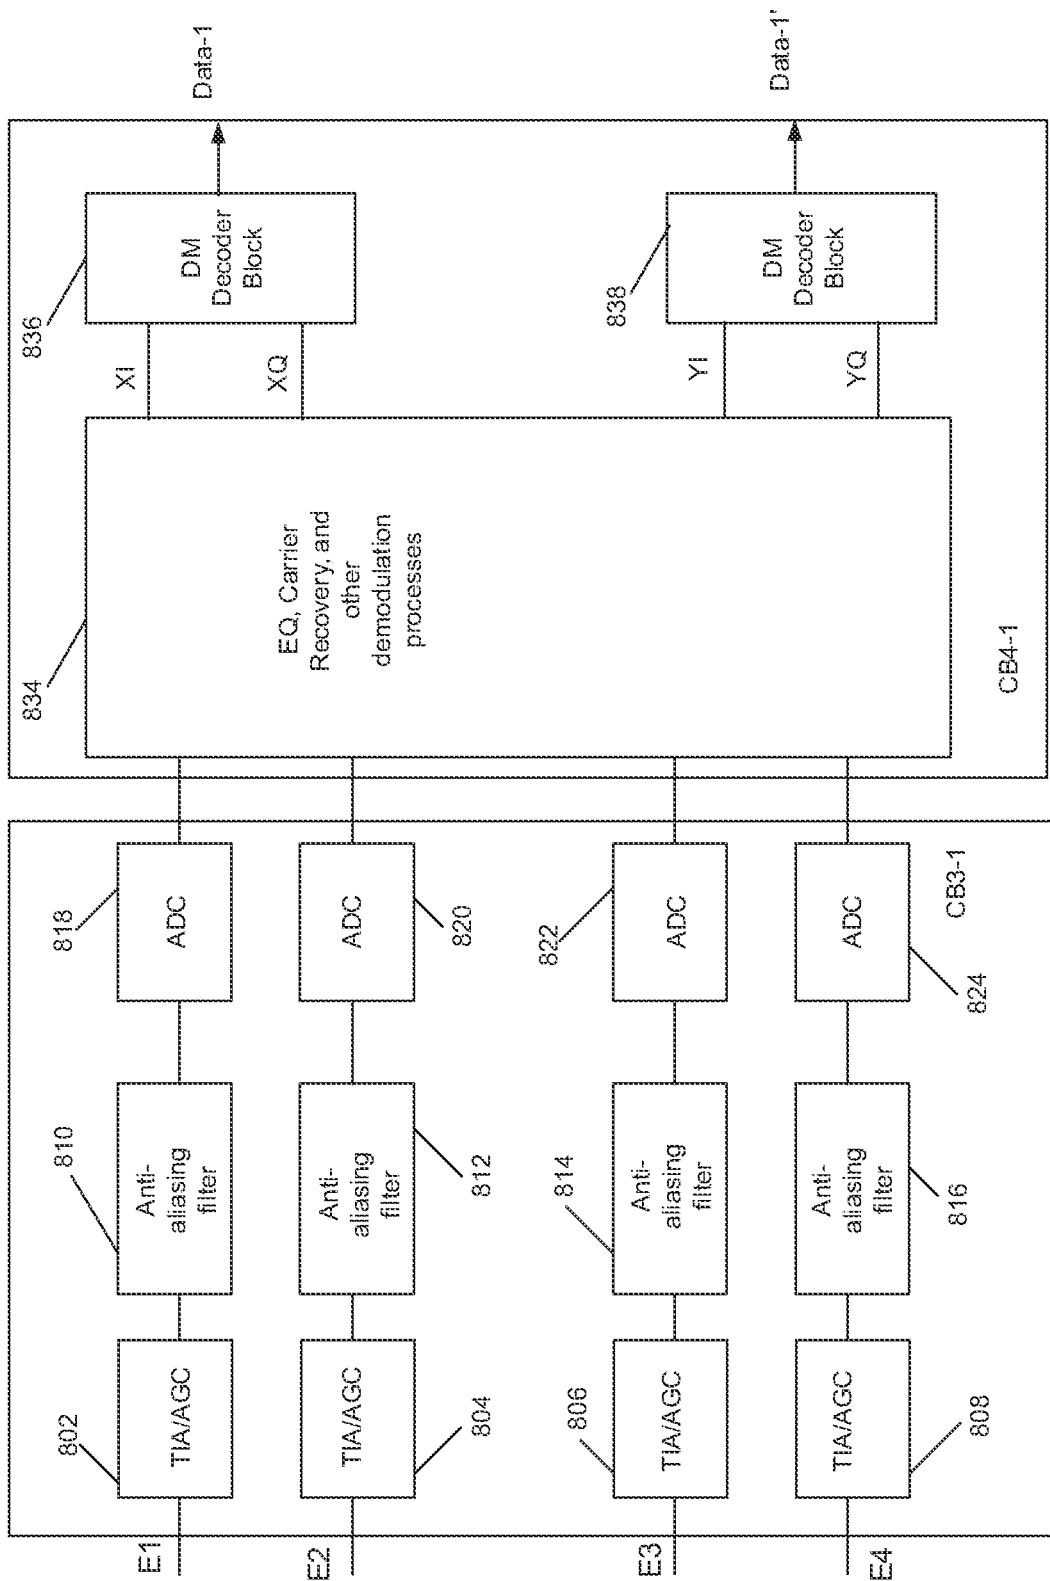 E1
802
TIA/AGC
810
Anti-
aliasing
filter
818
ADC
E2
TIA/AGC
804
Anti-
aliasing
filter
812
ADC
820
E3
806
TIA/AGC
814
Anti-
aliasing
filter
822
ADC
E4
TIA/AGC
808
Anti-
aliasing
filter
816
ADC
824
CB3-1
834
EQ, Carrier
Recovery, and
other
demodulation
processes
CB4-1
XI
XQ
836
DM
Decoder
Block
Data-1
YI
YQ
838
DM
Decoder
Block
Data-1'